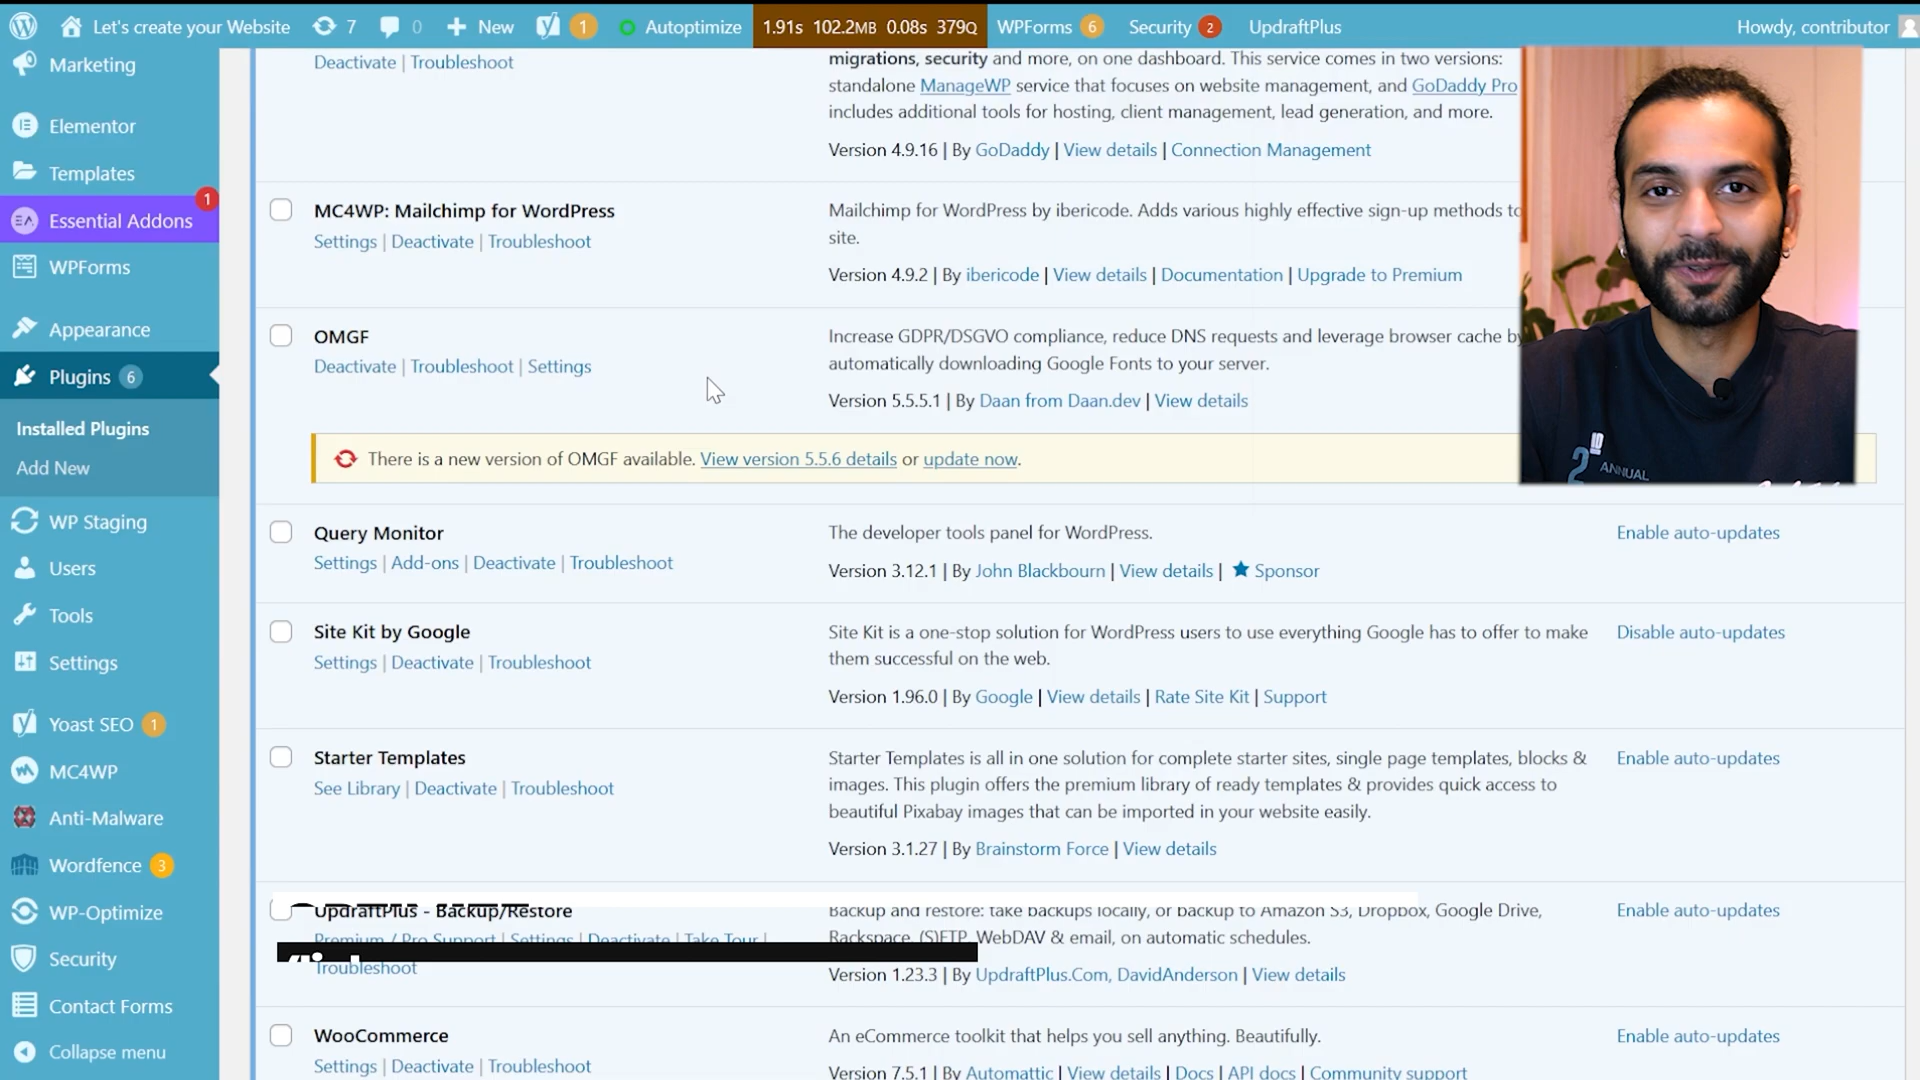 Let's create your Website 7 0 New 1 Autoptimize 1.91s 102.2MB 0.08s 379Q WPForms 6 Security 2 UpdraftPlus Howdy, contributor
Marketing
Elementor
Templates
Essential Addons 1
WPForms
Appearance
Plugins 6
Installed Plugins
Add New
WP Staging
Users
Tools
Settings
Yoast SEO 1
MC4WP
Anti-Malware
Wordfence 3
WP-Optimize
Security
Contact Forms
Collapse menu
Deactivate | Troubleshoot
migrations, security and more, on one dashboard. This service comes in two versions:
standalone ManageWP service that focuses on website management, and GoDaddy Pro
includes additional tools for hosting, client management, lead generation, and more.
Version 4.9.16 | By GoDaddy | View details | Connection Management
MC4WP: Mailchimp for WordPress
Settings | Deactivate | Troubleshoot
Mailchimp for WordPress by ibericode. Adds various highly effective sign-up methods to
site.
Version 4.9.2 | By ibericode | View details | Documentation | Upgrade to Premium
OMGF
Deactivate | Troubleshoot | Settings
Increase GDPR/DSGVO compliance, reduce DNS requests and leverage browser cache by
automatically downloading Google Fonts to your server.
Version 5.5.5.1 | By Daan from Daan.dev | View details
There is a new version of OMGF available. View version 5.5.6 details or update now.
2ND ANNUAL
Query Monitor
Settings | Add-ons | Deactivate | Troubleshoot
The developer tools panel for WordPress.
Version 3.12.1 | By John Blackbourn | View details | Sponsor
Enable auto-updates
Site Kit by Google
Settings | Deactivate | Troubleshoot
Site Kit is a one-stop solution for WordPress users to use everything Google has to offer to make
them successful on the web.
Version 1.96.0 | By Google | View details | Rate Site Kit | Support
Disable auto-updates
Starter Templates
See Library | Deactivate | Troubleshoot
Starter Templates is all in one solution for complete starter sites, single page templates, blocks &
images. This plugin offers the premium library of ready templates & provides quick access to
beautiful Pixabay images that can be imported in your website easily.
Version 3.1.27 | By Brainstorm Force | View details
Enable auto-updates
UpdraftPlus - Backup/Restore
Premium / Pro Support | Settings | Deactivate | Take Tour |
Troubleshoot
Backup and restore: take backups locally, or backup to Amazon S3, Dropbox, Google Drive,
Rackspace, (S)FTP, WebDAV & email, on automatic schedules.
Version 1.23.3 | By UpdraftPlus.Com, DavidAnderson | View details
Enable auto-updates
WooCommerce
Settings | Deactivate | Troubleshoot
An eCommerce toolkit that helps you sell anything. Beautifully.
Version 7.5.1 | By Automattic | View details | Docs | API docs | Community support
Enable auto-updates